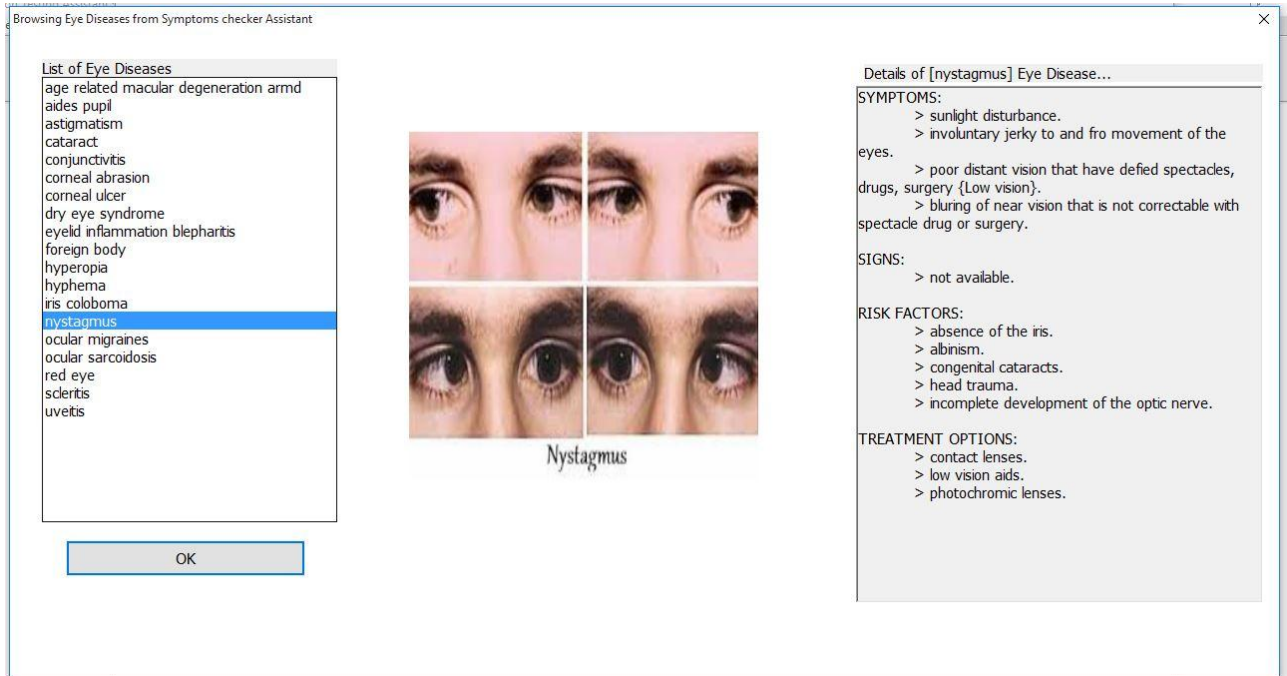 Browsing Eye Diseases from Symptoms checker Assistant
List of Eye Diseases
age related macular degeneration armd
aides pupil
astigmatism
cataract
conjunctivitis
corneal abrasion
corneal ulcer
dry eye syndrome
eyelid inflammation blepharitis
foreign body
hyperopia
hyphema
iris coloboma
nystagmus
ocular migraines
ocular sarcoidosis
red eye
scleritis
uveitis
OK
Nystagmus
Details of [nystagmus] Eye Disease...
SYMPTOMS:
> sunlight disturbance.
> involuntary jerky to and fro movement of the
eyes.
> poor distant vision that have defied spectacles,
drugs, surgery {Low vision}.
> bluring of near vision that is not correctable with
spectacle drug or surgery.
SIGNS:
> not available.
RISK FACTORS:
> absence of the iris.
> albinism.
> congenital cataracts.
> head trauma.
> incomplete development of the optic nerve.
TREATMENT OPTIONS:
> contact lenses.
> low vision aids.
> photochromic lenses.